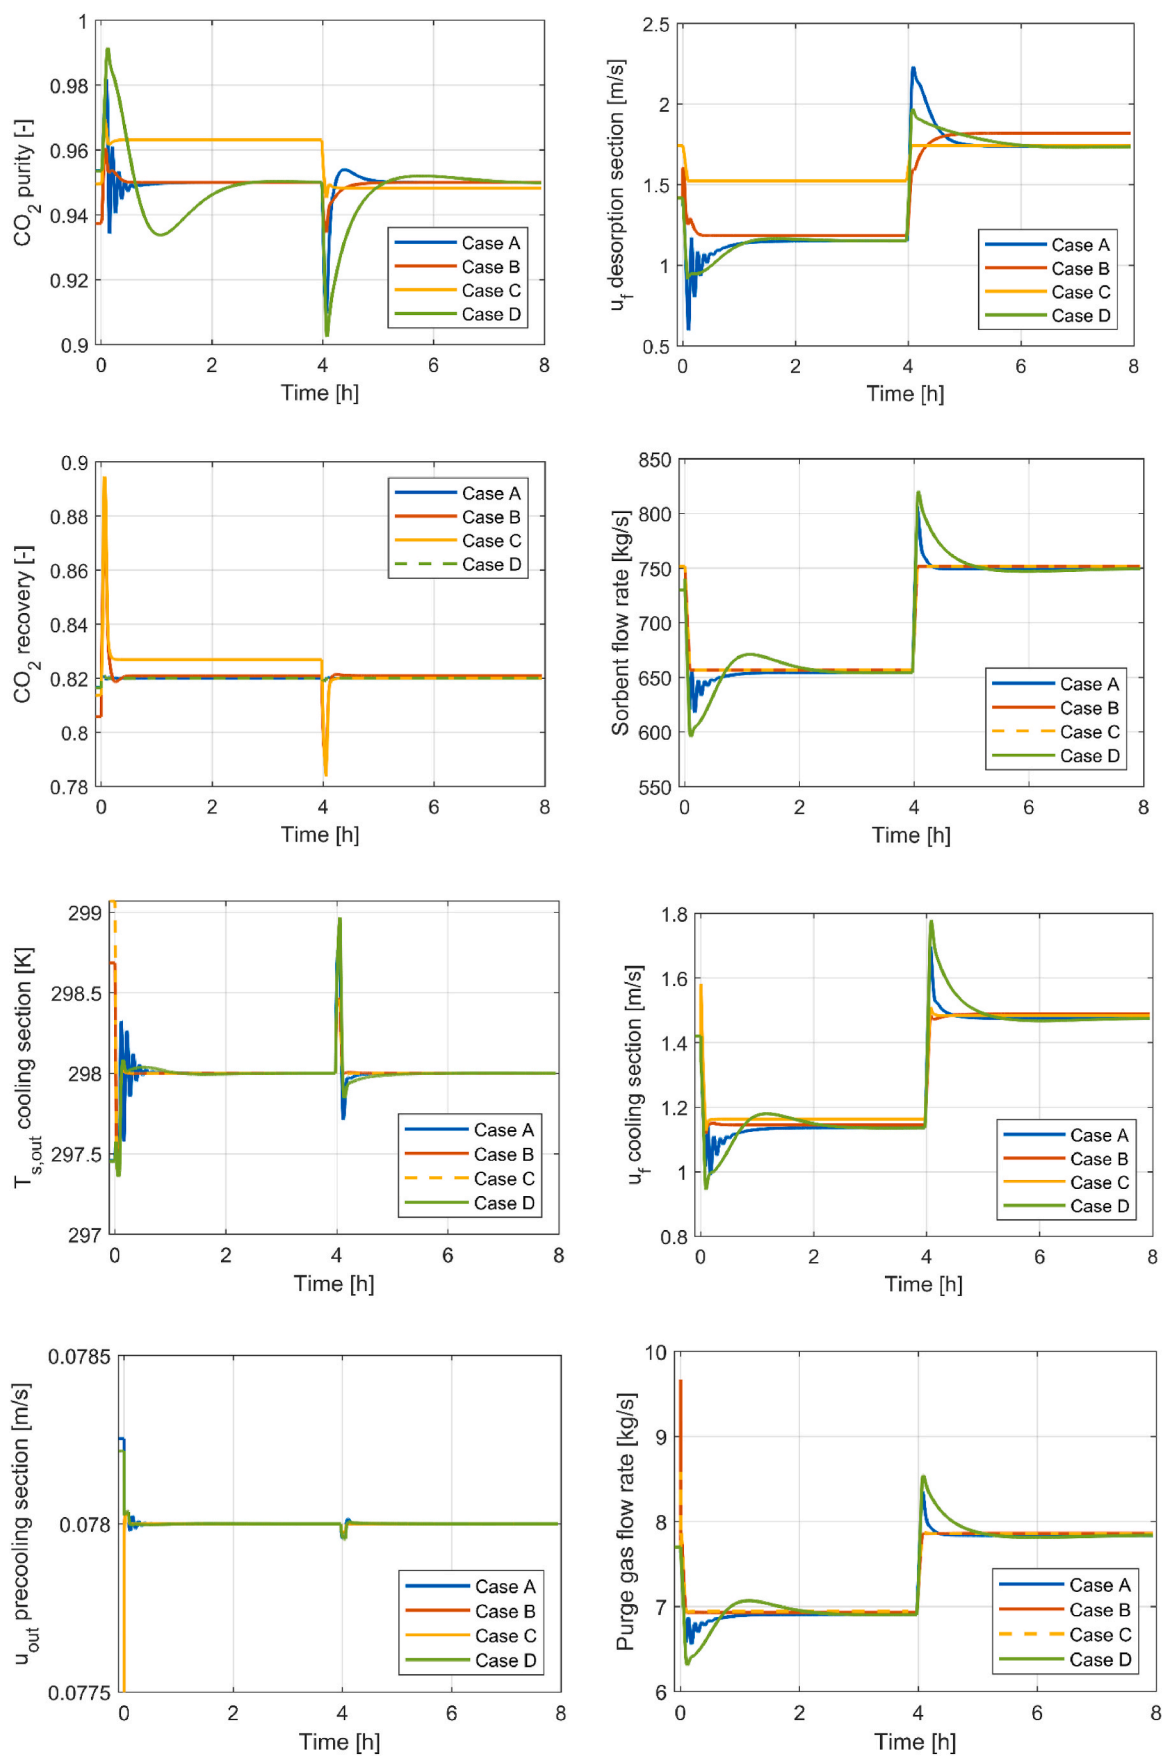 CO2 purity [-]
1
0.98
0.96
0.94
0.92
0.9
Case A
Case B
Case C
Case D
0
2
4
6
8
Time [h]
uf desorption section [m/s]
2.5
2
1.5
1
0.5
Case A
Case B
Case C
Case D
0
2
4
6
8
Time [h]
CO2 recovery [-]
0.9
0.88
0.86
0.84
0.82
0.8
0.78
Case A
Case B
Case C
Case D
0
2
4
6
8
Time [h]
Sorbent flow rate [kg/s]
850
800
750
700
650
600
550
Case A
Case B
Case C
Case D
0
2
4
6
8
Time [h]
Ts,out cooling section [K]
299
298.5
298
297.5
297
Case A
Case B
Case C
Case D
0
2
4
6
8
Time [h]
uf cooling section [m/s]
1.8
1.6
1.4
1.2
1
0.8
Case A
Case B
Case C
Case D
0
2
4
6
8
Time [h]
uout precooling section [m/s]
0.0785
0.078
0.0775
Case A
Case B
Case C
Case D
0
2
4
6
8
Time [h]
Purge gas flow rate [kg/s]
10
9
8
7
6
Case A
Case B
Case C
Case D
0
2
4
6
8
Time [h]